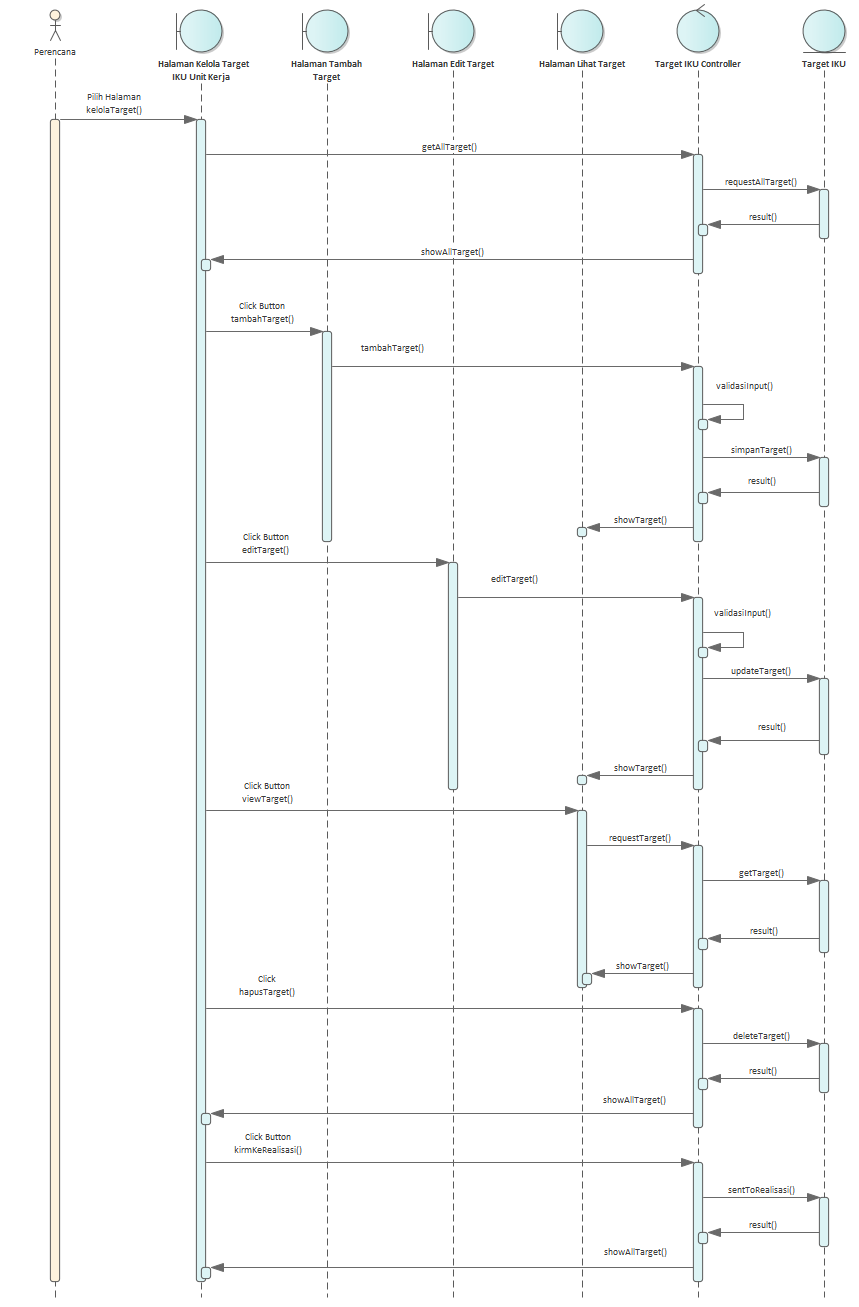 Perencana
Halaman Kelola Target
IKU Unit Kerja
Halaman Tambah
Target
Halaman Edit Target
Halaman Lihat Target
Target IKU Controller
Target IKU
Pilih Halaman
kelolaTarget()
getAllTarget()
requestAllTarget()
result()
showAllTarget()
Click Button
tambahTarget()
tambahTarget()
validasiInput()
simpanTarget()
result()
showTarget()
Click Button
editTarget()
editTarget()
validasiInput()
updateTarget()
result()
showTarget()
Click Button
viewTarget()
requestTarget()
getTarget()
result()
showTarget()
Click
hapusTarget()
deleteTarget()
result()
showAllTarget()
Click Button
kirmKeRealisasi()
sentToRealisasi()
result()
showAllTarget()